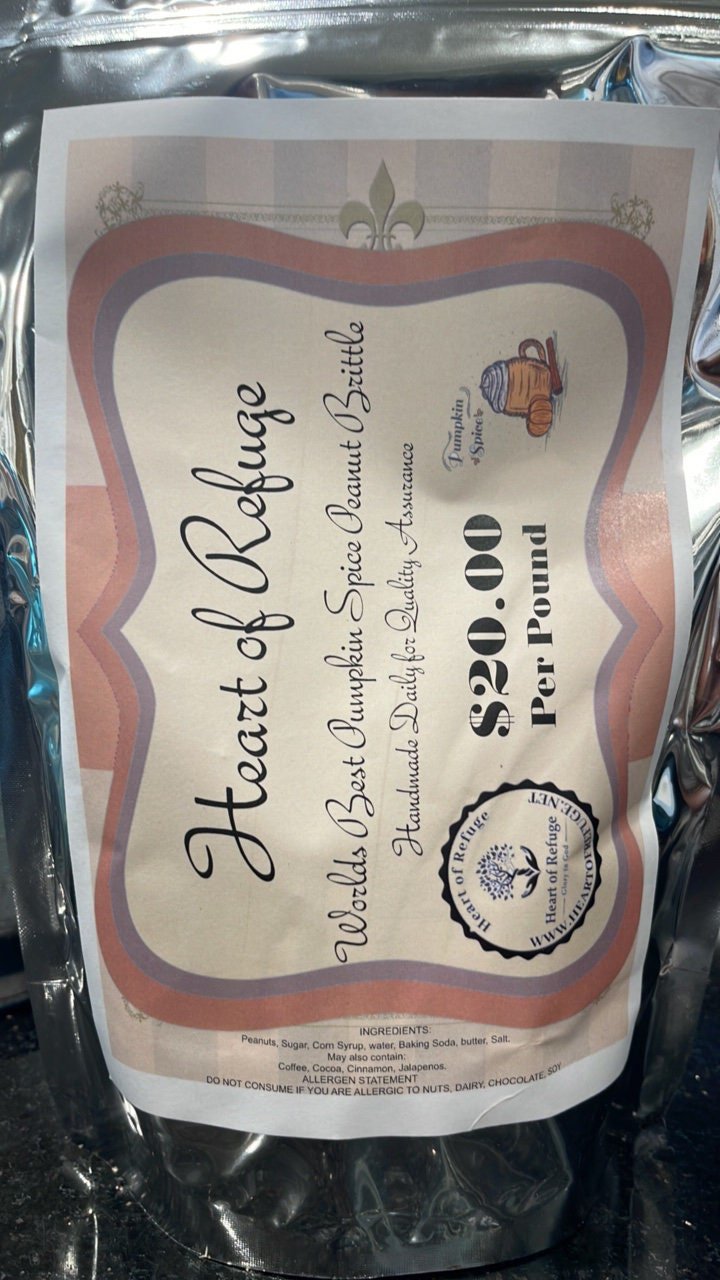 Heart of Refuge
Worlds Best Pumpkin Spice Peanut Brittle
Handmade Daily for Quality Assurance
Heart of Refuge
Heart of Refuge
Glory to God
WWW.HEARTOFREFUGE.NET
$20.00
Per Pound
Pumpkin
Spice
INGREDIENTS:
Peanuts, Sugar, Corn Syrup, water, Baking Soda, butter, Salt.
May also contain:
Coffee, Cocoa, Cinnamon, Jalapenos.
ALLERGEN STATEMENT
DO NOT CONSUME IF YOU ARE ALLERGIC TO NUTS, DAIRY, CHOCOLATE, SOY